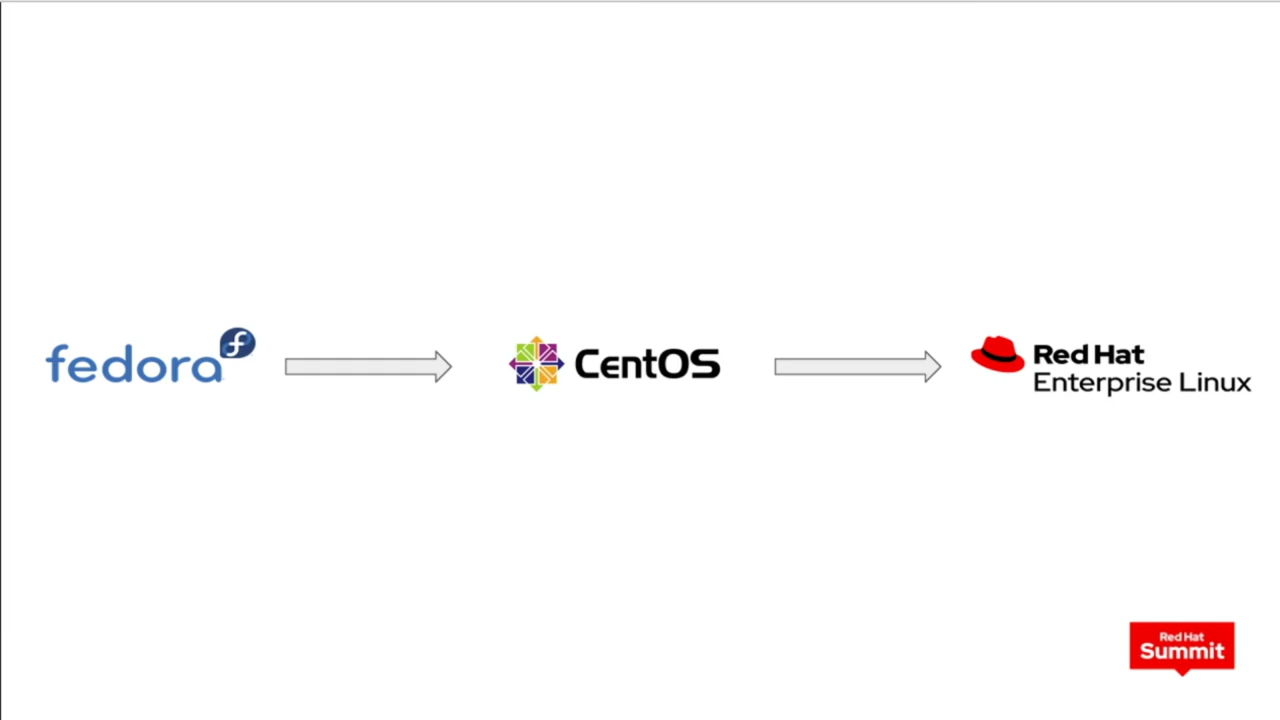 fedora
CentOS
Red Hat
Enterprise Linux
Red Hat
Summit